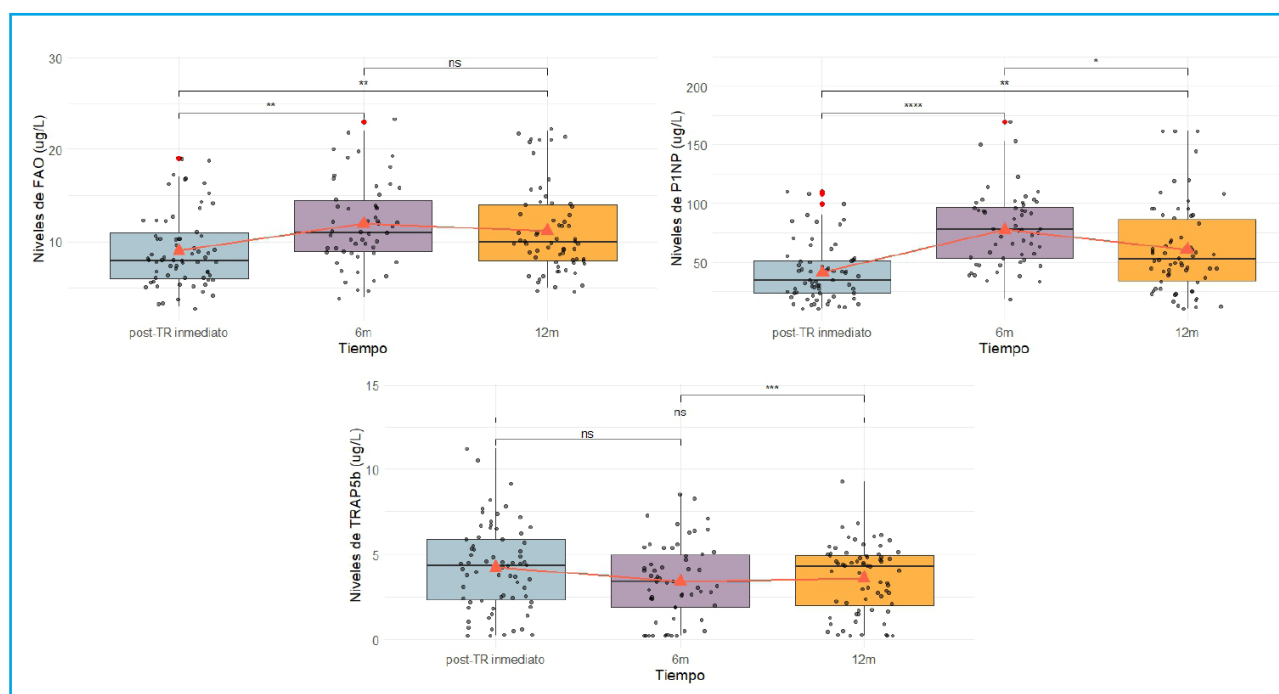 30
20
10
Niveles de FAO (ug/L)
ns
**
**
post-TR inmediato
6m
12m
Tiempo
200
150
100
50
Niveles de P1NP (ug/L)
*
**
****
post-TR inmediato
6m
12m
Tiempo
15
10
5
0
Niveles de TRAP5b (ug/L)
***
ns
ns
post-TR inmediato
6m
12m
Tiempo